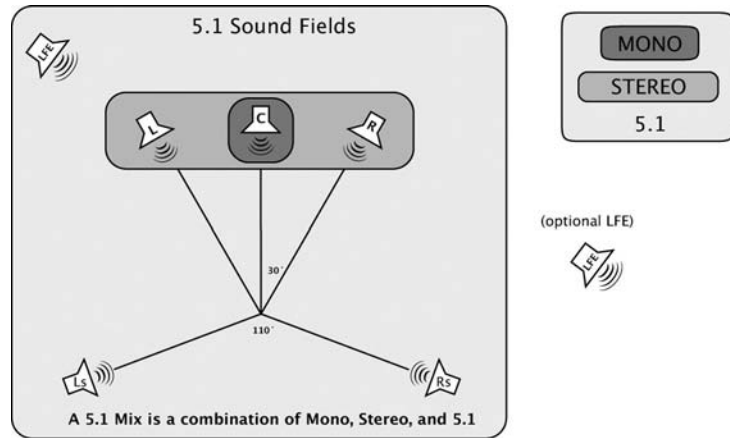 5.1 Sound Fields
LFE
L
C
R
30´
110´
Ls
Rs
A 5.1 Mix is a combination of Mono, Stereo, and 5.1
MONO
STEREO
5.1
(optional LFE)
LFE